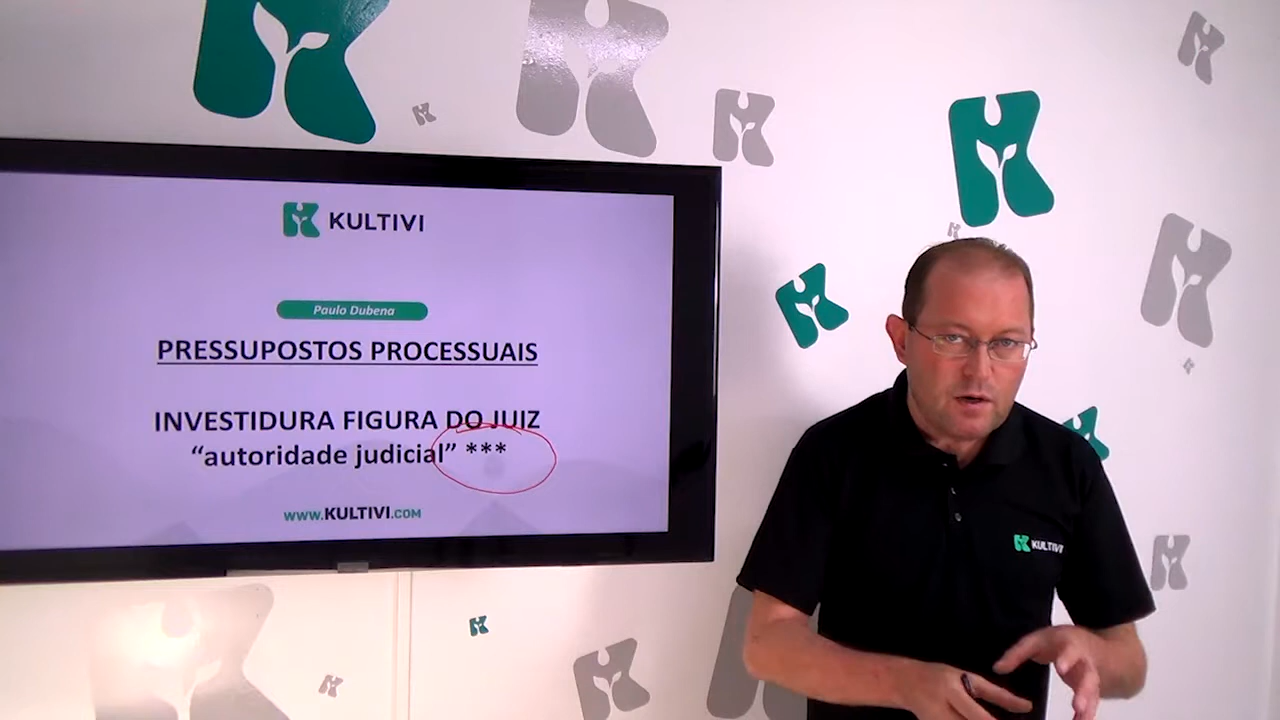 KULTIVI
Paulo Dubena
PRESSUPOSTOS PROCESSUAIS
INVESTIDURA FIGURA DO JUIZ
“autoridade judicial” ***
WWW.KULTIVI.COM
KULTIVI